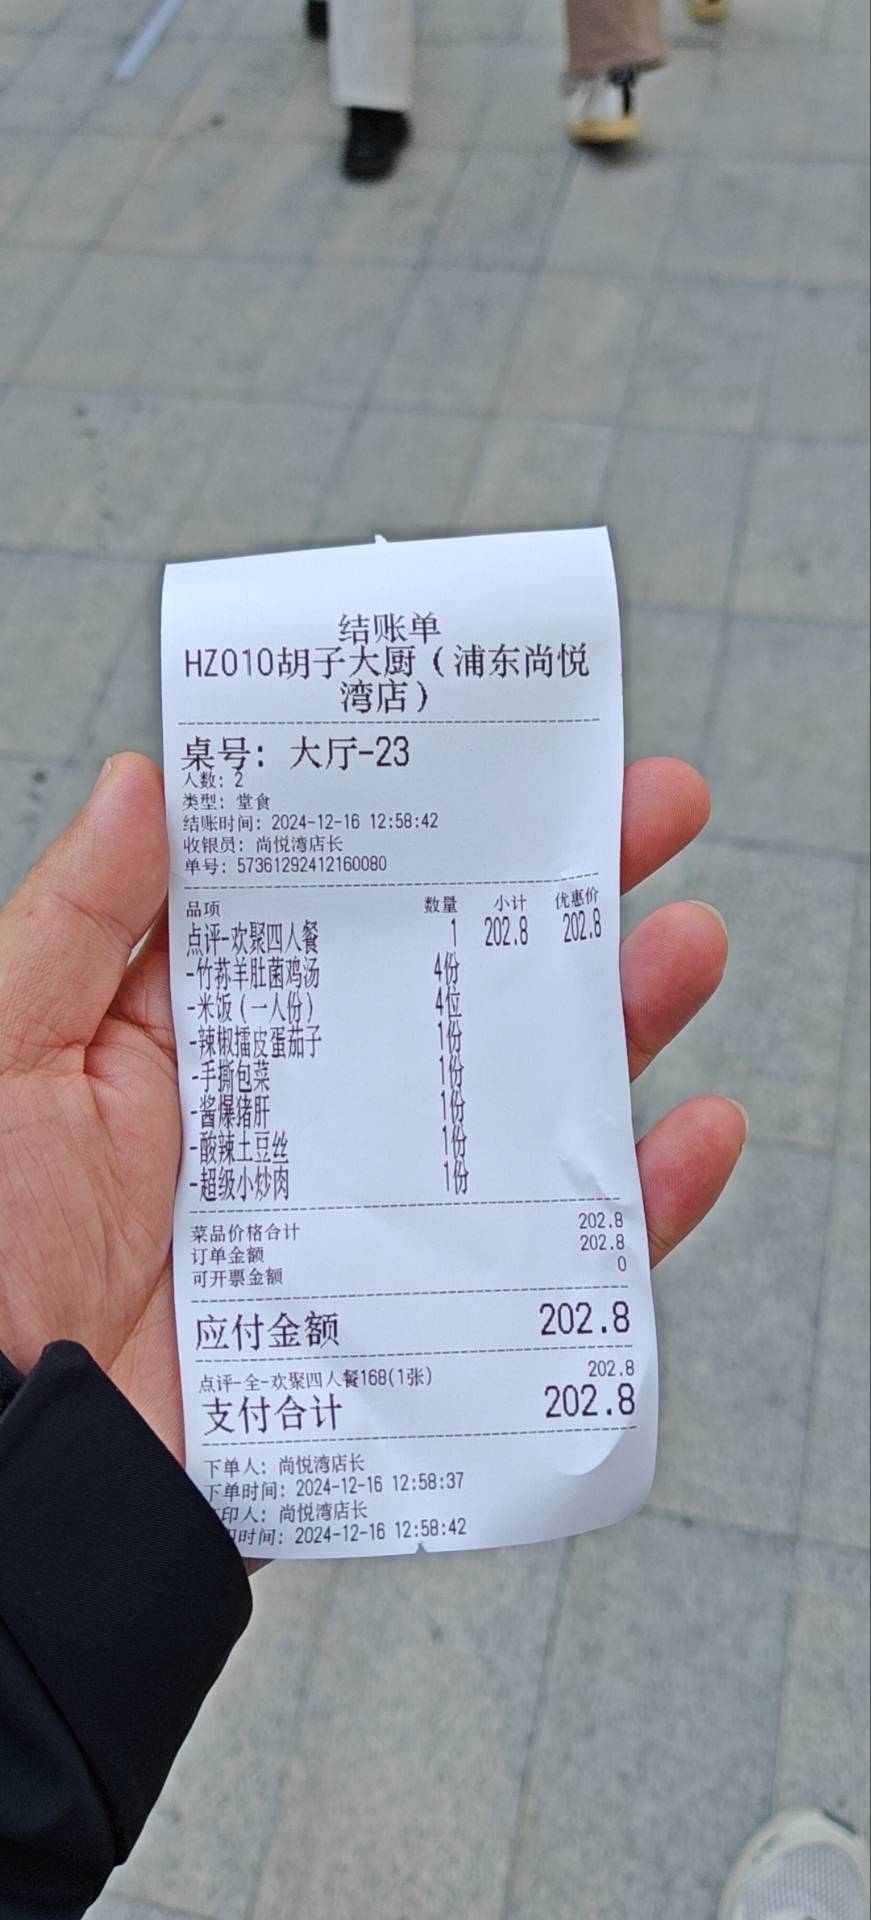 结账单
HZ010胡子大厨（浦东尚悦
湾店）
桌号：大厅-23
人数：2
类型：堂食
结账时间：2024-12-16 12:58:42
收银员：尚悦湾店长
单号：57361292412160080
品项 数量 小计 优惠价
点评-欢聚四人餐 1 202.8 202.8
-竹荪羊肚菌鸡汤 4份
-米饭（一人份） 4位
-辣椒擂皮蛋茄子 1份
-手撕包菜 1份
-酱爆猪肝 1份
-酸辣土豆丝 1份
-超级小炒肉 1份
菜品价格合计 202.8
订单金额 202.8
可开票金额 0
应付金额 202.8
点评-全-欢聚四人餐168(1张) 202.8
支付合计 202.8
下单人：尚悦湾店长
下单时间：2024-12-16 12:58:37
印人：尚悦湾店长
时间：2024-12-16 12:58:42